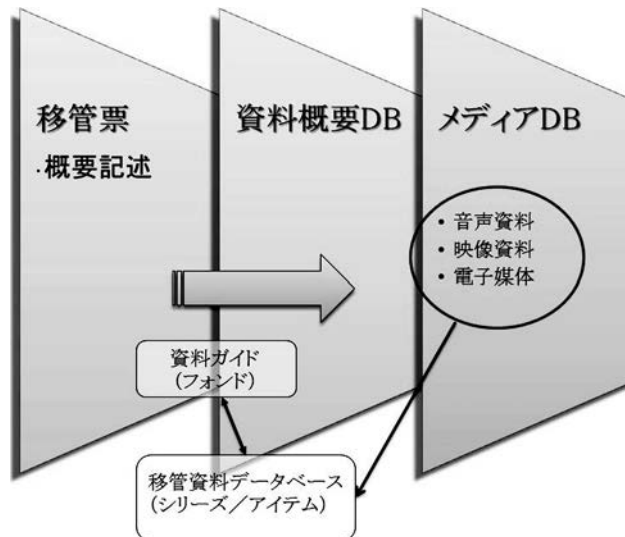 移管票
・概要記述
資料概要DB
メディアDB
• 音声資料
• 映像資料
• 電子媒体
資料ガイド
(フォンド)
移管資料データベース
(シリーズ／アイテム)